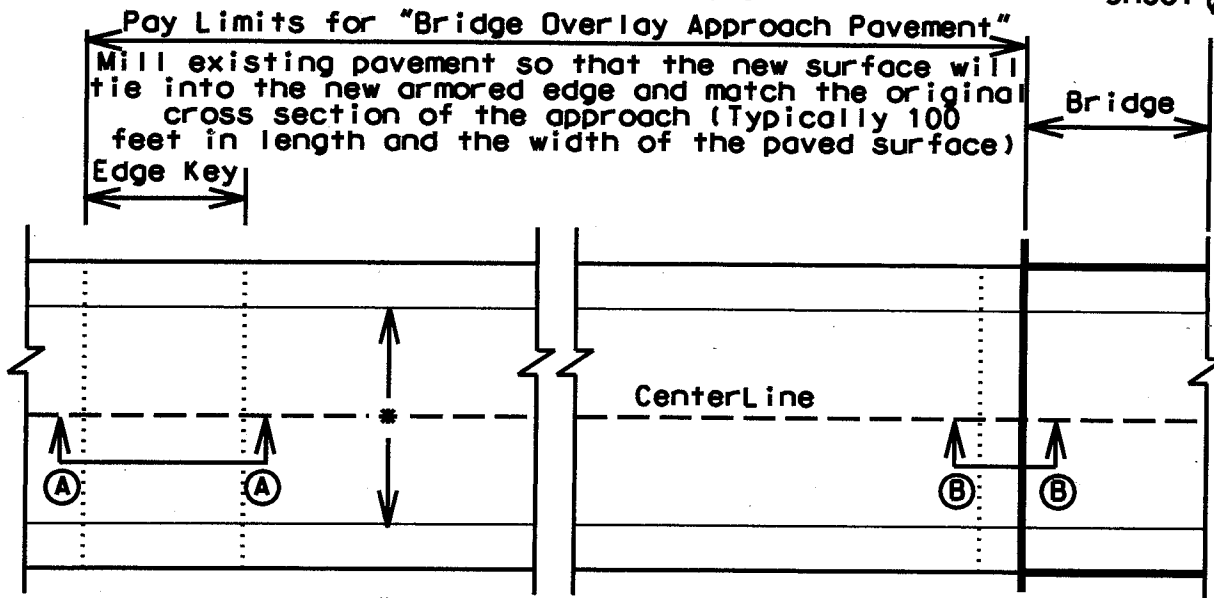 Pay Limits for "Bridge Overlay Approach Pavement"
Mill existing pavement so that the new surface will
tie into the new armored edge and match the original
cross section of the approach (Typically 100
feet in length and the width of the paved surface)
Bridge
Edge Key
*
CenterLine
A
A
B
B